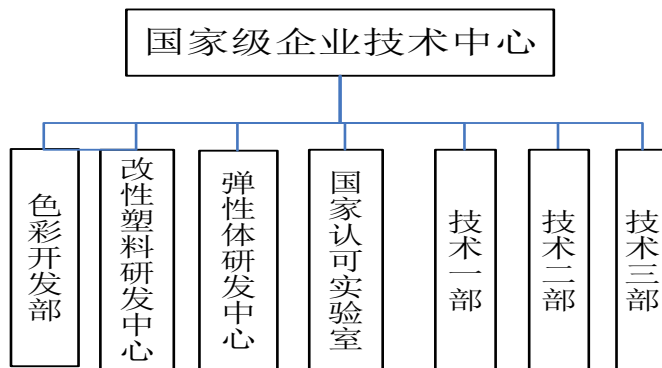 国家级企业技术中心
色彩开发部
改性塑料研发中心
弹性体研发中心
国家认可实验室
技术一部
技术二部
技术三部